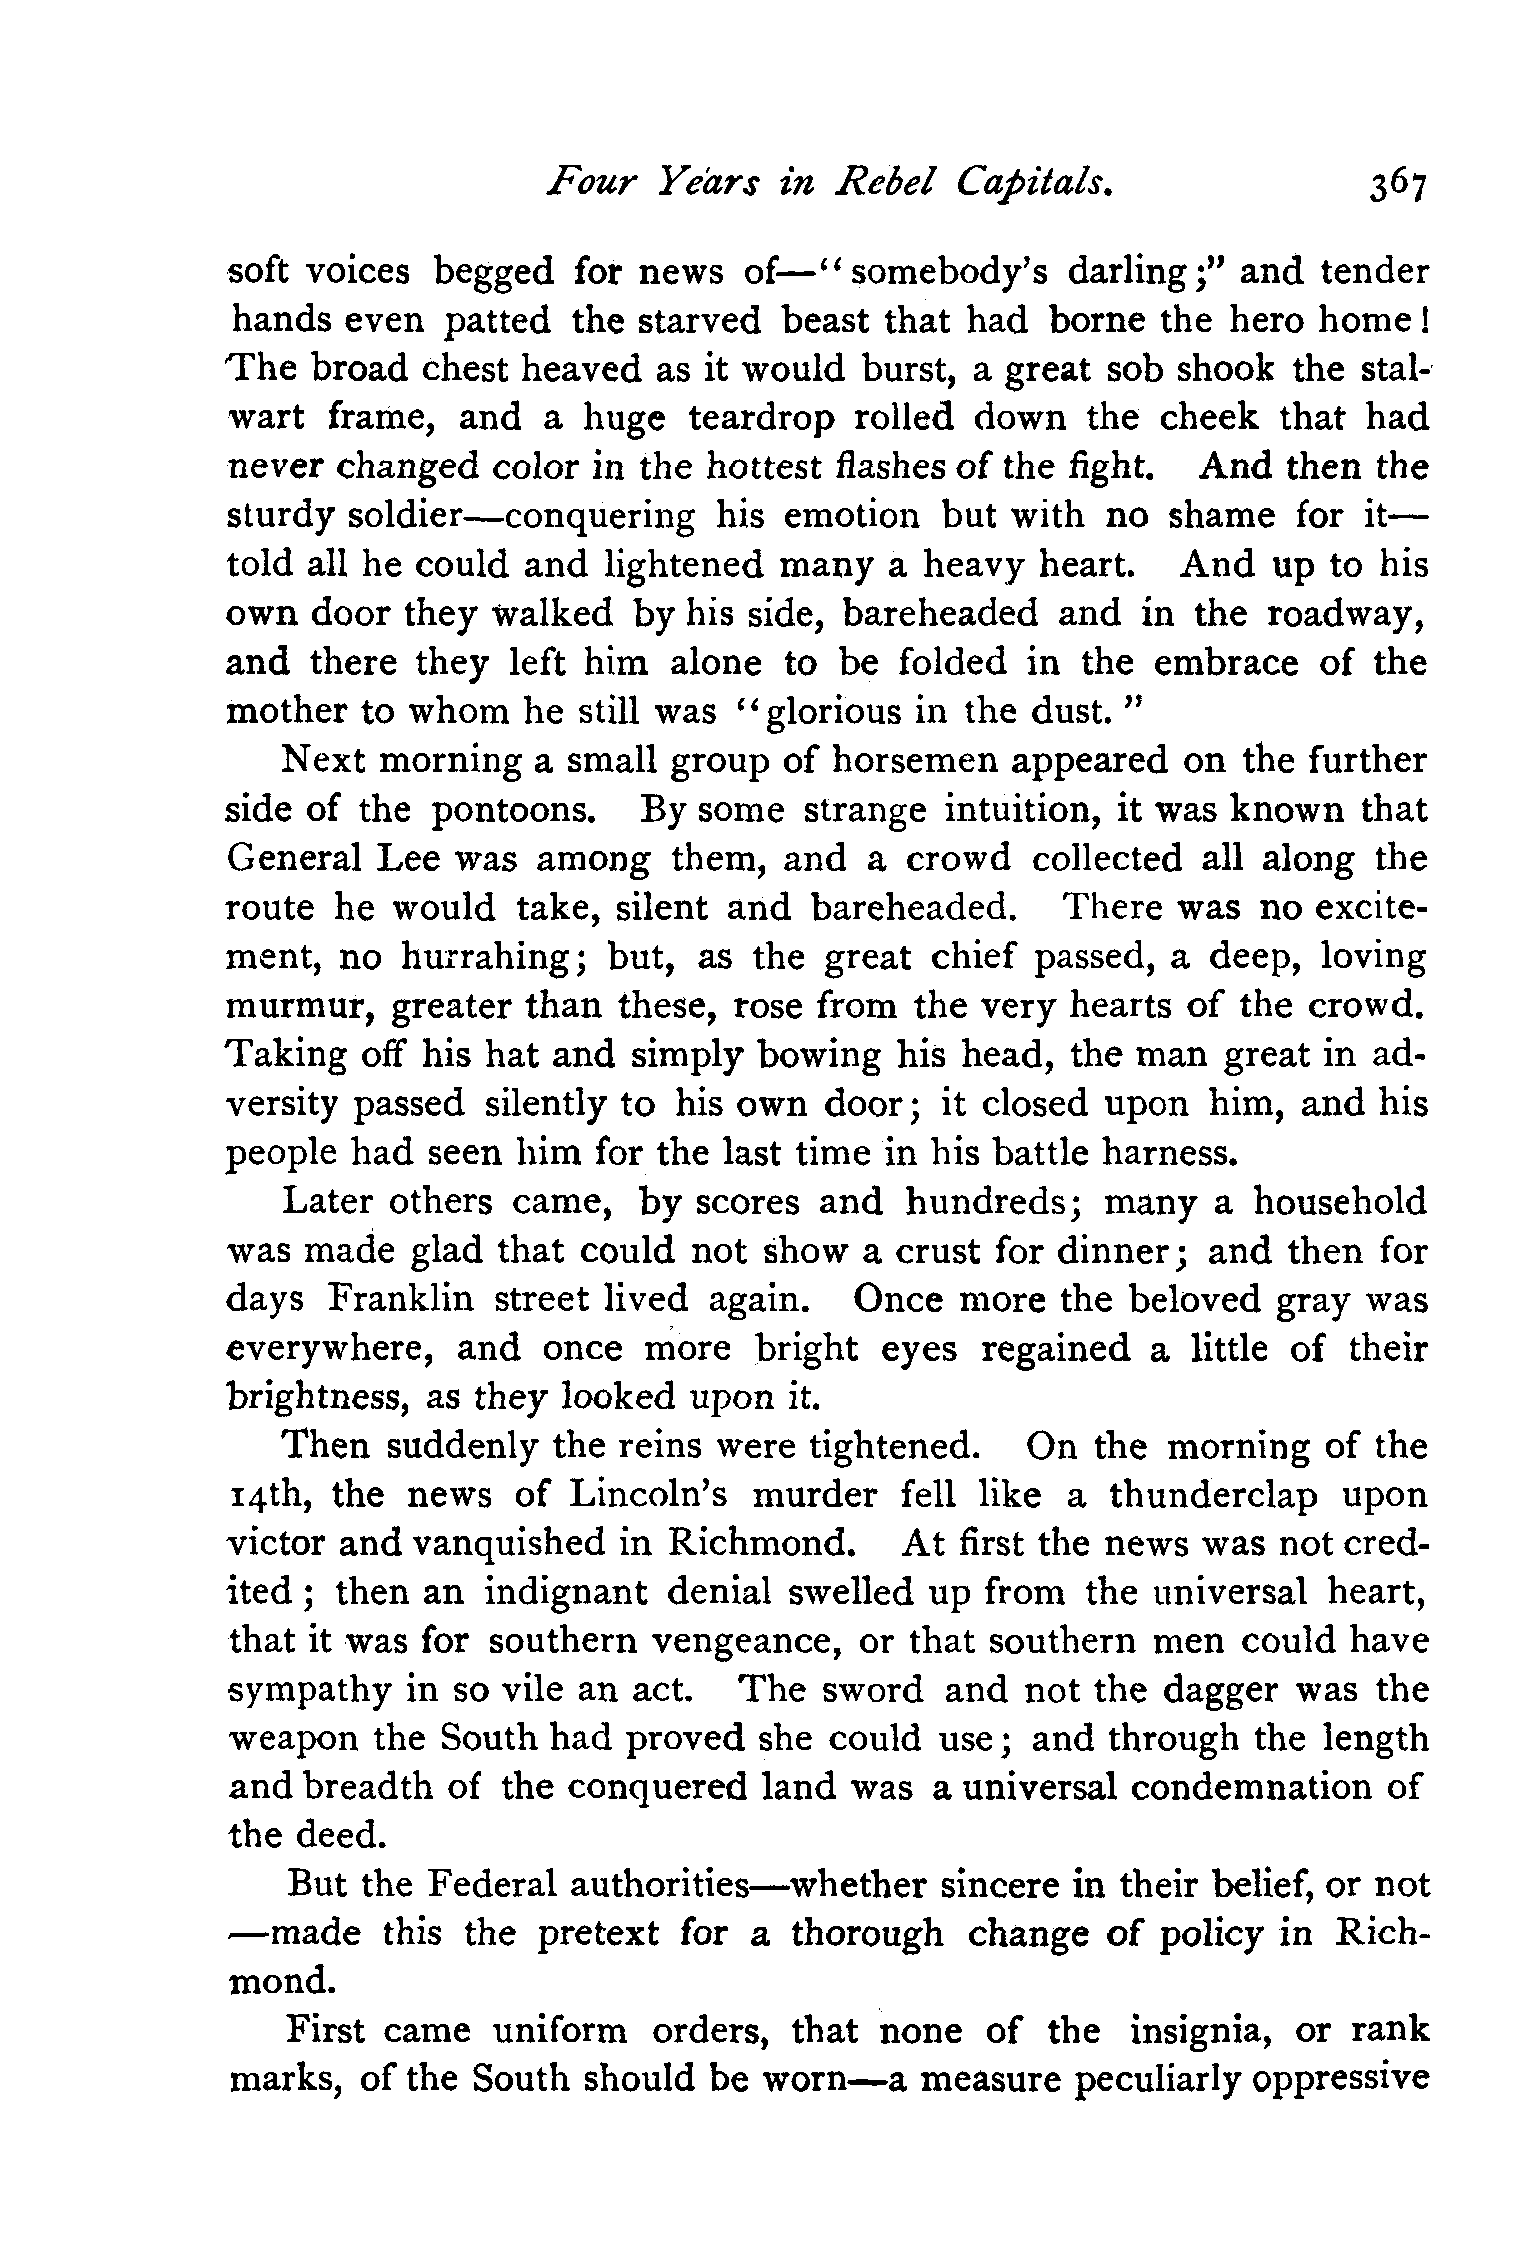 Four Years in Rebel Capitals. 367
soft voices begged for news of—“somebody's darling;” and tender
hands even patted the starved beast that had borne the hero home!
The broad chest heaved as it would burst, a great sob shook the stal-
wart frame, and a huge teardrop rolled down the cheek that had
never changed color in the hottest flashes of the fight. And then the
sturdy soldier—conquering his emotion but with no shame for it—
told all he could and lightened many a heavy heart. And up to his
own door they walked by his side, bareheaded and in the roadway,
and there they left him alone to be folded in the embrace of the
mother to whom he still was “glorious in the dust.”
Next morning a small group of horsemen appeared on the further
side of the pontoons. By some strange intuition, it was known that
General Lee was among them, and a crowd collected all along the
route he would take, silent and bareheaded. There was no excite-
ment, no hurrahing; but, as the great chief passed, a deep, loving
murmur, greater than these, rose from the very hearts of the crowd.
Taking off his hat and simply bowing his head, the man great in ad-
versity passed silently to his own door; it closed upon him, and his
people had seen him for the last time in his battle harness.
Later others came, by scores and hundreds; many a household
was made glad that could not show a crust for dinner; and then for
days Franklin street lived again. Once more the beloved gray was
everywhere, and once more bright eyes regained a little of their
brightness, as they looked upon it.
Then suddenly the reins were tightened. On the morning of the
14th, the news of Lincoln's murder fell like a thunderclap upon
victor and vanquished in Richmond. At first the news was not cred-
ited; then an indignant denial swelled up from the universal heart,
that it was for southern vengeance, or that southern men could have
sympathy in so vile an act. The sword and not the dagger was the
weapon the South had proved she could use; and through the length
and breadth of the conquered land was a universal condemnation of
the deed.
But the Federal authorities—whether sincere in their belief, or not
—made this the pretext for a thorough change of policy in Rich-
mond.
First came uniform orders, that none of the insignia, or rank
marks, of the South should be worn—a measure peculiarly oppressive